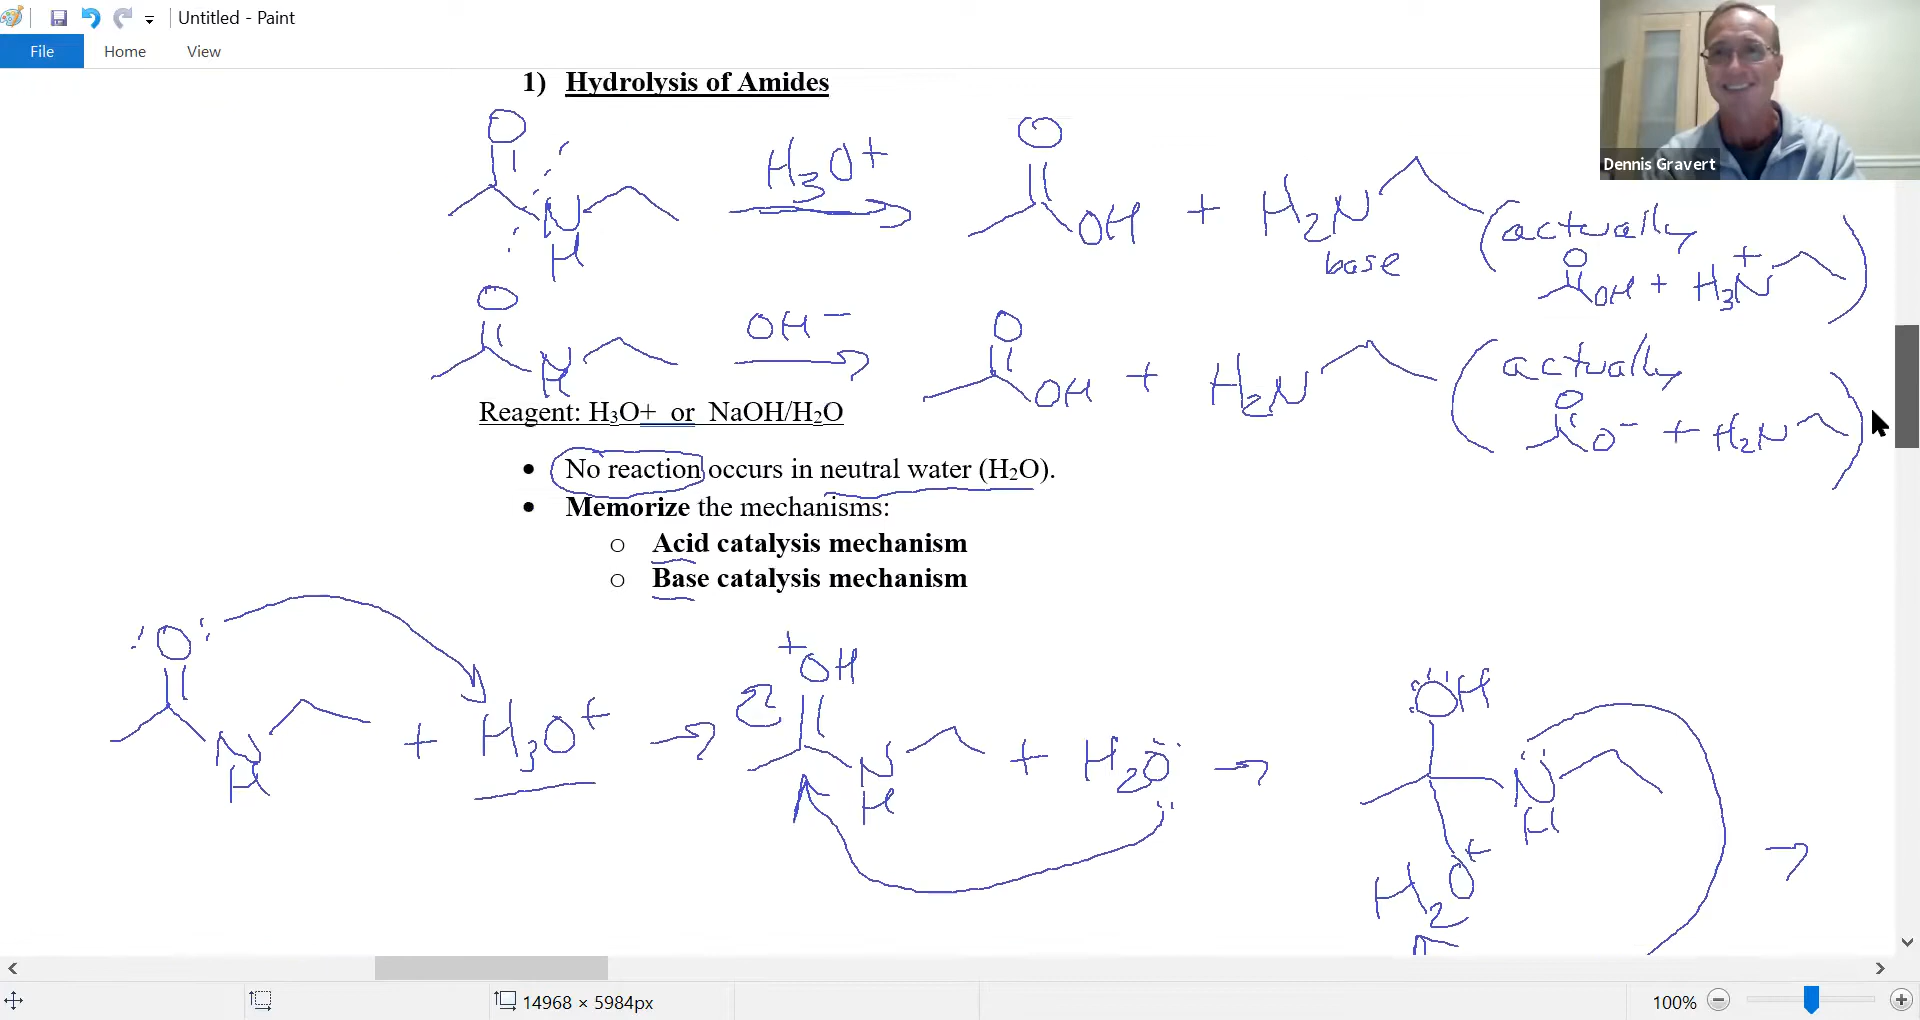 Untitled - Paint
File Home View
Dennis Gravert
1) Hydrolysis of Amides
O N H H3O+ O OH + H2N base (actually O OH + H3N+ )
O N H OH− O OH + H2N (actually O O− + H2N )
Reagent: H3O+ or NaOH/H2O
• No reaction occurs in neutral water (H2O).
• Memorize the mechanisms:
o Acid catalysis mechanism
o Base catalysis mechanism
:O: N H + H3O+ → +OH N H + H2O → OH N H H2O+ →
14968 × 5984px
100%